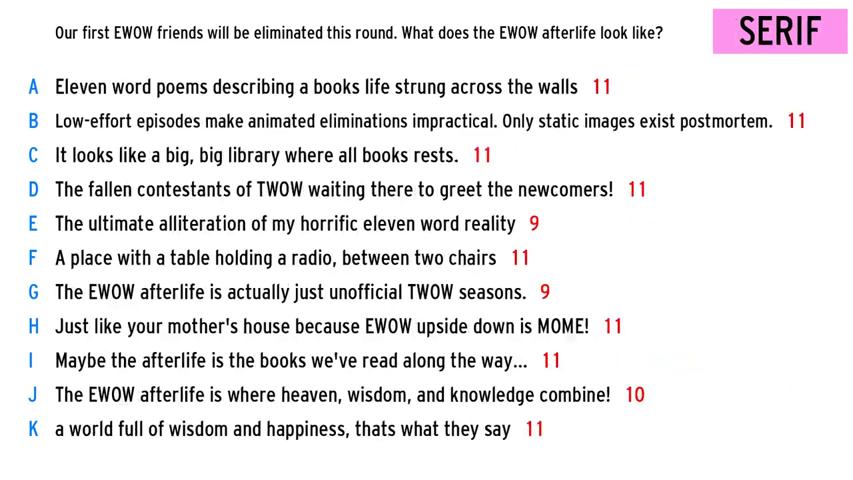 Our first EWOW friends will be eliminated this round. What does the EWOW afterlife look like?
SERIF
A Eleven word poems describing a books life strung across the walls 11
B Low-effort episodes make animated eliminations impractical. Only static images exist postmortem. 11
C It looks like a big, big library where all books rests. 11
D The fallen contestants of TWOW waiting there to greet the newcomers! 11
E The ultimate alliteration of my horrific eleven word reality 9
F A place with a table holding a radio, between two chairs 11
G The EWOW afterlife is actually just unofficial TWOW seasons. 9
H Just like your mother's house because EWOW upside down is MOME! 11
I Maybe the afterlife is the books we've read along the way... 11
J The EWOW afterlife is where heaven, wisdom, and knowledge combine! 10
K a world full of wisdom and happiness, thats what they say 11